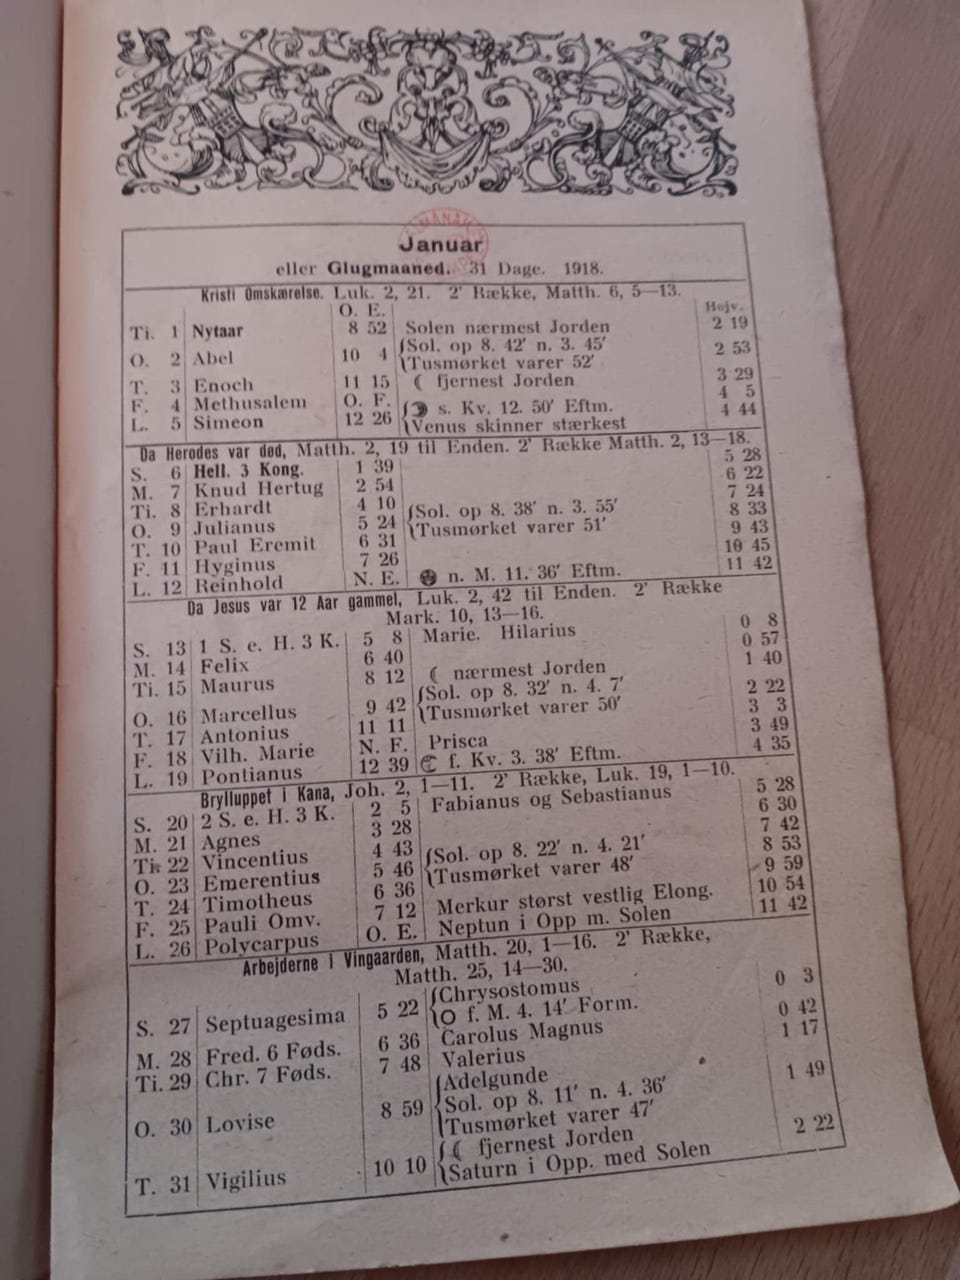 Januar
eller Glugmaaned. 31 Dage. 1918.
Kristi Omskærelse. Luk. 2, 21. 2' Række, Matth. 6, 5—13.
O. E. Højv.
Ti. 1 Nytaar 8 52 Solen nærmest Jorden 2 19
O. 2 Abel 10 4 Sol. op 8. 42' n. 3. 45' 2 53
Tusmørket varer 52'
T. 3 Enoch 11 15 ☾ fjernest Jorden 3 29
F. 4 Methusalem O. F. 4 5
L. 5 Simeon 12 26 s. Kv. 12. 50' Eftm. 4 44
Venus skinner stærkest
Da Herodes var død, Matth. 2, 19 til Enden. 2' Række Matth. 2, 13—18.
S. 6 Hell. 3 Kong. 1 39 5 28
M. 7 Knud Hertug 2 54 6 22
Ti. 8 Erhardt 4 10 Sol. op 8. 38' n. 3. 55' 7 24
O. 9 Julianus 5 24 Tusmørket varer 51' 8 33
T. 10 Paul Eremit 6 31 9 43
F. 11 Hyginus 7 26 10 45
L. 12 Reinhold N. E. n. M. 11. 36' Eftm. 11 42
Da Jesus var 12 Aar gammel, Luk. 2, 42 til Enden. 2' Række
Mark. 10, 13—16.
S. 13 1 S. e. H. 3 K. 5 8 Marie. Hilarius 0 8
M. 14 Felix 6 40 0 57
Ti. 15 Maurus 8 12 ☾ nærmest Jorden 1 40
O. 16 Marcellus 9 42 Sol. op 8. 32' n. 4. 7' 2 22
Tusmørket varer 50'
T. 17 Antonius 11 11 3 3
F. 18 Vilh. Marie N. F. Prisca 3 49
L. 19 Pontianus 12 39 f. Kv. 3. 38' Eftm. 4 35
Brylluppet i Kana, Joh. 2, 1—11. 2' Række, Luk. 19, 1—10.
S. 20 2 S. e. H. 3 K. 2 5 Fabianus og Sebastianus 5 28
M. 21 Agnes 3 28 6 30
Ti. 22 Vincentius 4 43 Sol. op 8. 22' n. 4. 21' 7 42
O. 23 Emerentius 5 46 Tusmørket varer 48' 8 53
T. 24 Timotheus 6 36 9 59
F. 25 Pauli Omv. 7 12 Merkur størst vestlig Elong. 10 54
L. 26 Polycarpus O. E. Neptun i Opp m. Solen 11 42
Arbejderne i Vingaarden, Matth. 20, 1—16. 2' Række,
Matth. 25, 14—30.
S. 27 Septuagesima 5 22 Chrysostomus 0 3
f. M. 4. 14' Form.
M. 28 Fred. 6 Føds. 6 36 Carolus Magnus 0 42
Ti. 29 Chr. 7 Føds. 7 48 Valerius 1 17
Adelgunde
O. 30 Lovise 8 59 Sol. op 8. 11' n. 4. 36' 1 49
Tusmørket varer 47'
T. 31 Vigilius 10 10 ☾ fjernest Jorden 2 22
Saturn i Opp. med Solen